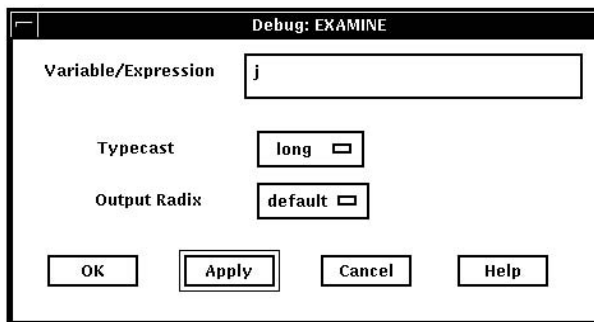 Debug: EXAMINE
Variable/Expression j
Typecast long
Output Radix default
OK Apply Cancel Help